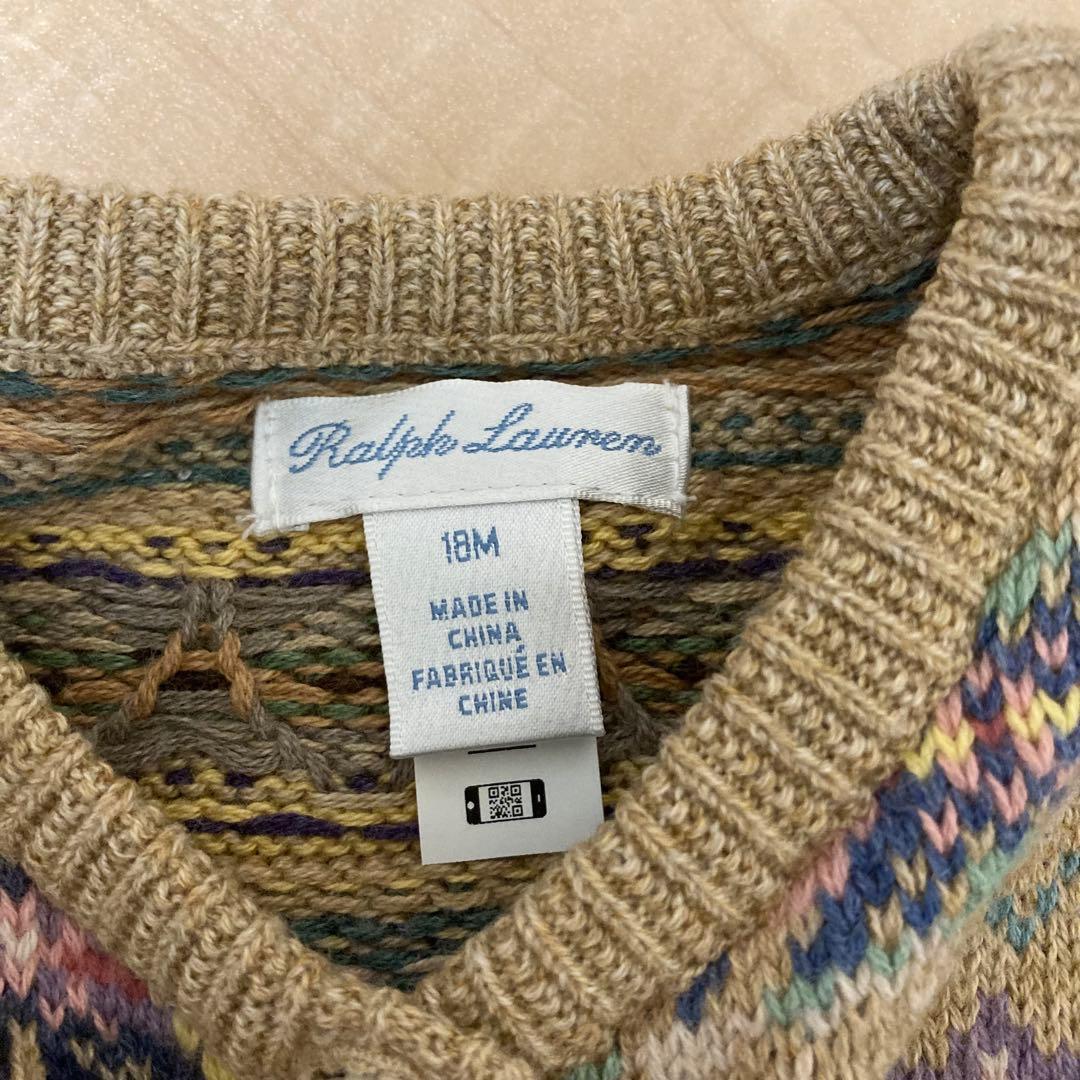 Ralph Lauren
18M
MADE IN
CHINA
FABRIQUÉ EN
CHINE